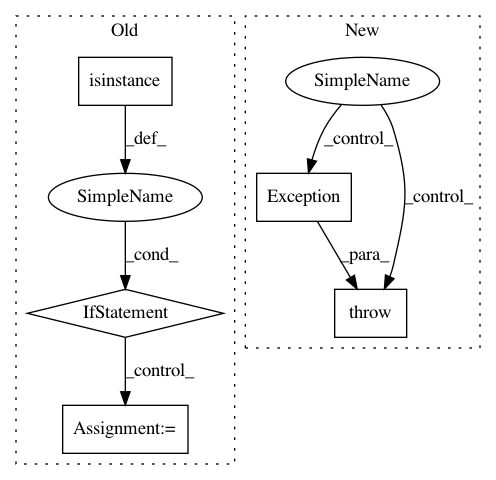 Old
New
isinstance
SimpleName
_def_
_control_
SimpleName
Exception
_control_
_cond_
_para_
IfStatement
throw
_control_
Assignment:=